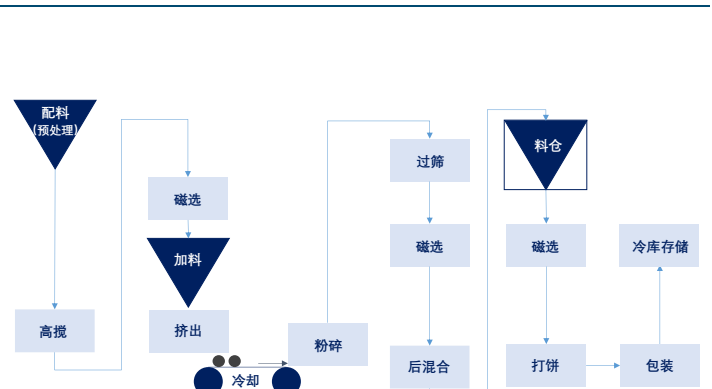 配料
(预处理)
高搅
磁选
加料
挤出
冷却
粉碎
过筛
磁选
后混合
料仓
磁选
打饼
包装
冷库存储